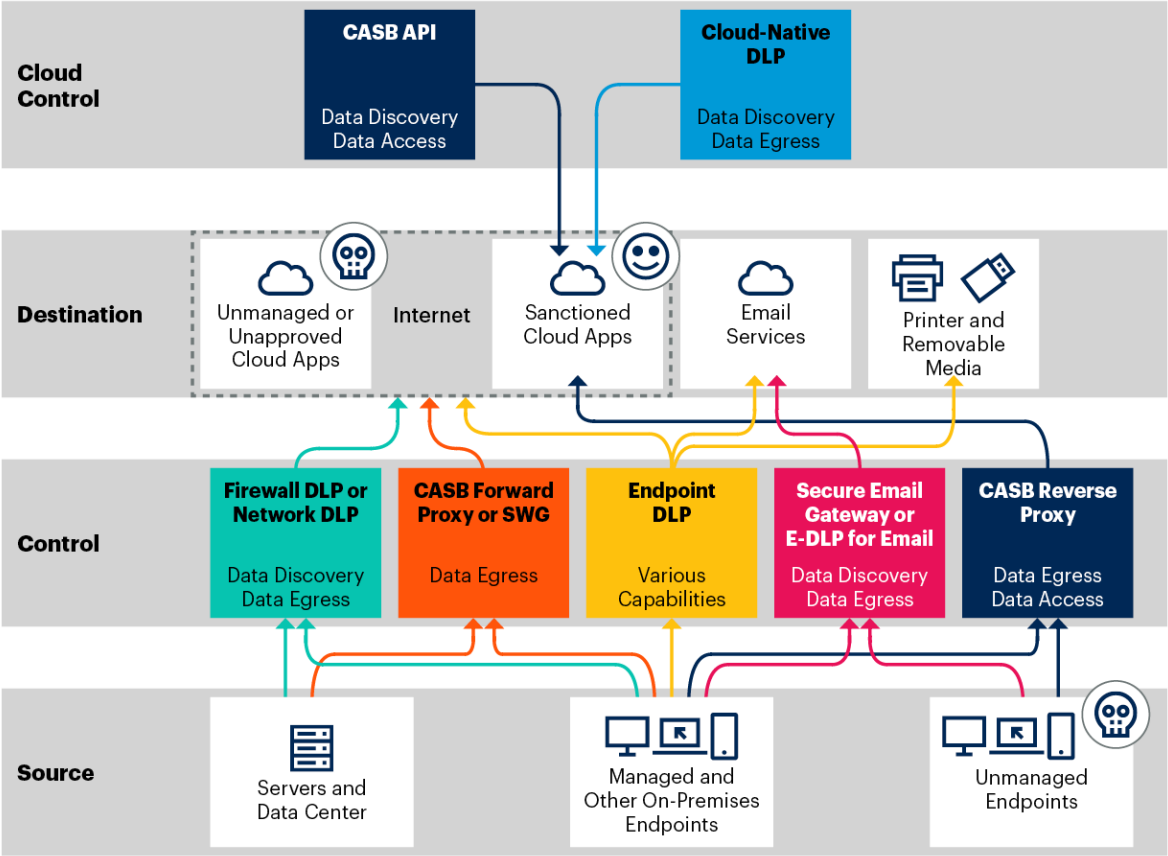 Cloud
Control
CASB API
Data Discovery
Data Access
Cloud-Native
DLP
Data Discovery
Data Egress
Destination
Unmanaged or
Unapproved
Cloud Apps
Internet
Sanctioned
Cloud Apps
Email
Services
Printer and
Removable
Media
Control
Firewall DLP or
Network DLP
Data Discovery
Data Egress
CASB Forward
Proxy or SWG
Data Egress
Endpoint
DLP
Various
Capabilities
Secure Email
Gateway or
E-DLP for Email
Data Discovery
Data Egress
CASB Reverse
Proxy
Data Egress
Data Access
Source
Servers and
Data Center
Managed and
Other On-Premises
Endpoints
Unmanaged
Endpoints